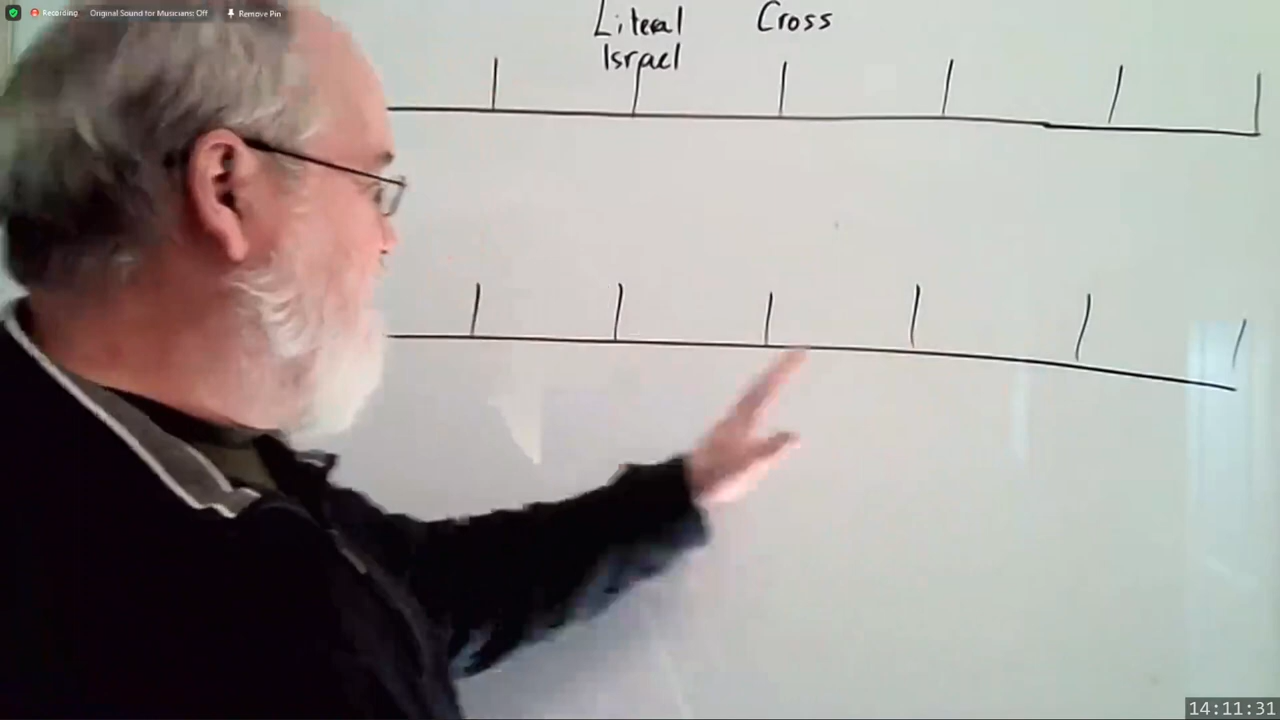 Recording Original Sound for Musicians: Off Remove Pin
Literal Cross
Israel
14:11:31